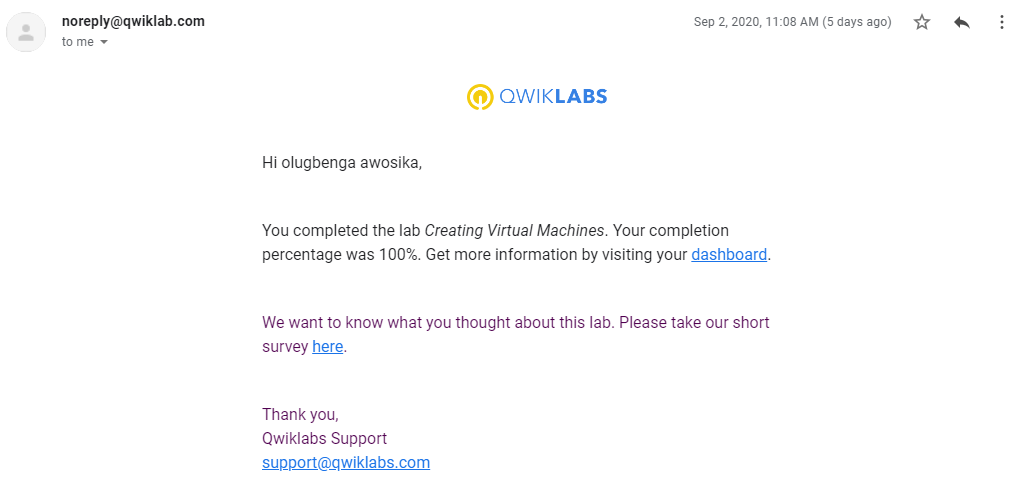 noreply@qwiklab.com
Sep 2, 2020, 11:08 AM (5 days ago)
to me
QWIKLABS
Hi olugbenga awosika,
You completed the lab Creating Virtual Machines. Your completion
percentage was 100%. Get more information by visiting your dashboard.
We want to know what you thought about this lab. Please take our short
survey here.
Thank you,
Qwiklabs Support
support@qwiklabs.com